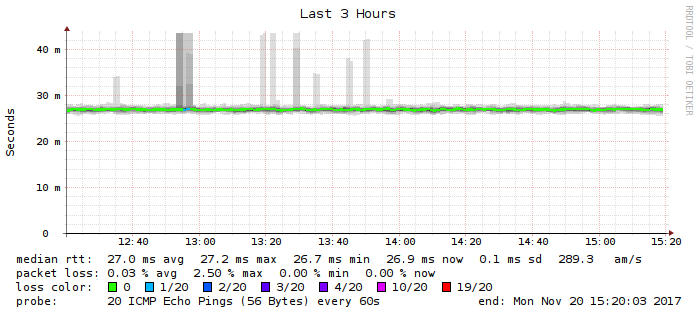 Last 3 Hours
RRDTOOL / TOBI OETIKER
Seconds
40 m
30 m
20 m
10 m
0
12:40 13:00 13:20 13:40 14:00 14:20 14:40 15:00 15:20
median rtt: 27.0 ms avg 27.2 ms max 26.7 ms min 26.9 ms now 0.1 ms sd 289.3 am/s
packet loss: 0.03 % avg 2.50 % max 0.00 % min 0.00 % now
loss color: 0 1/20 2/20 3/20 4/20 10/20 19/20
probe: 20 ICMP Echo Pings (56 Bytes) every 60s end: Mon Nov 20 15:20:03 2017